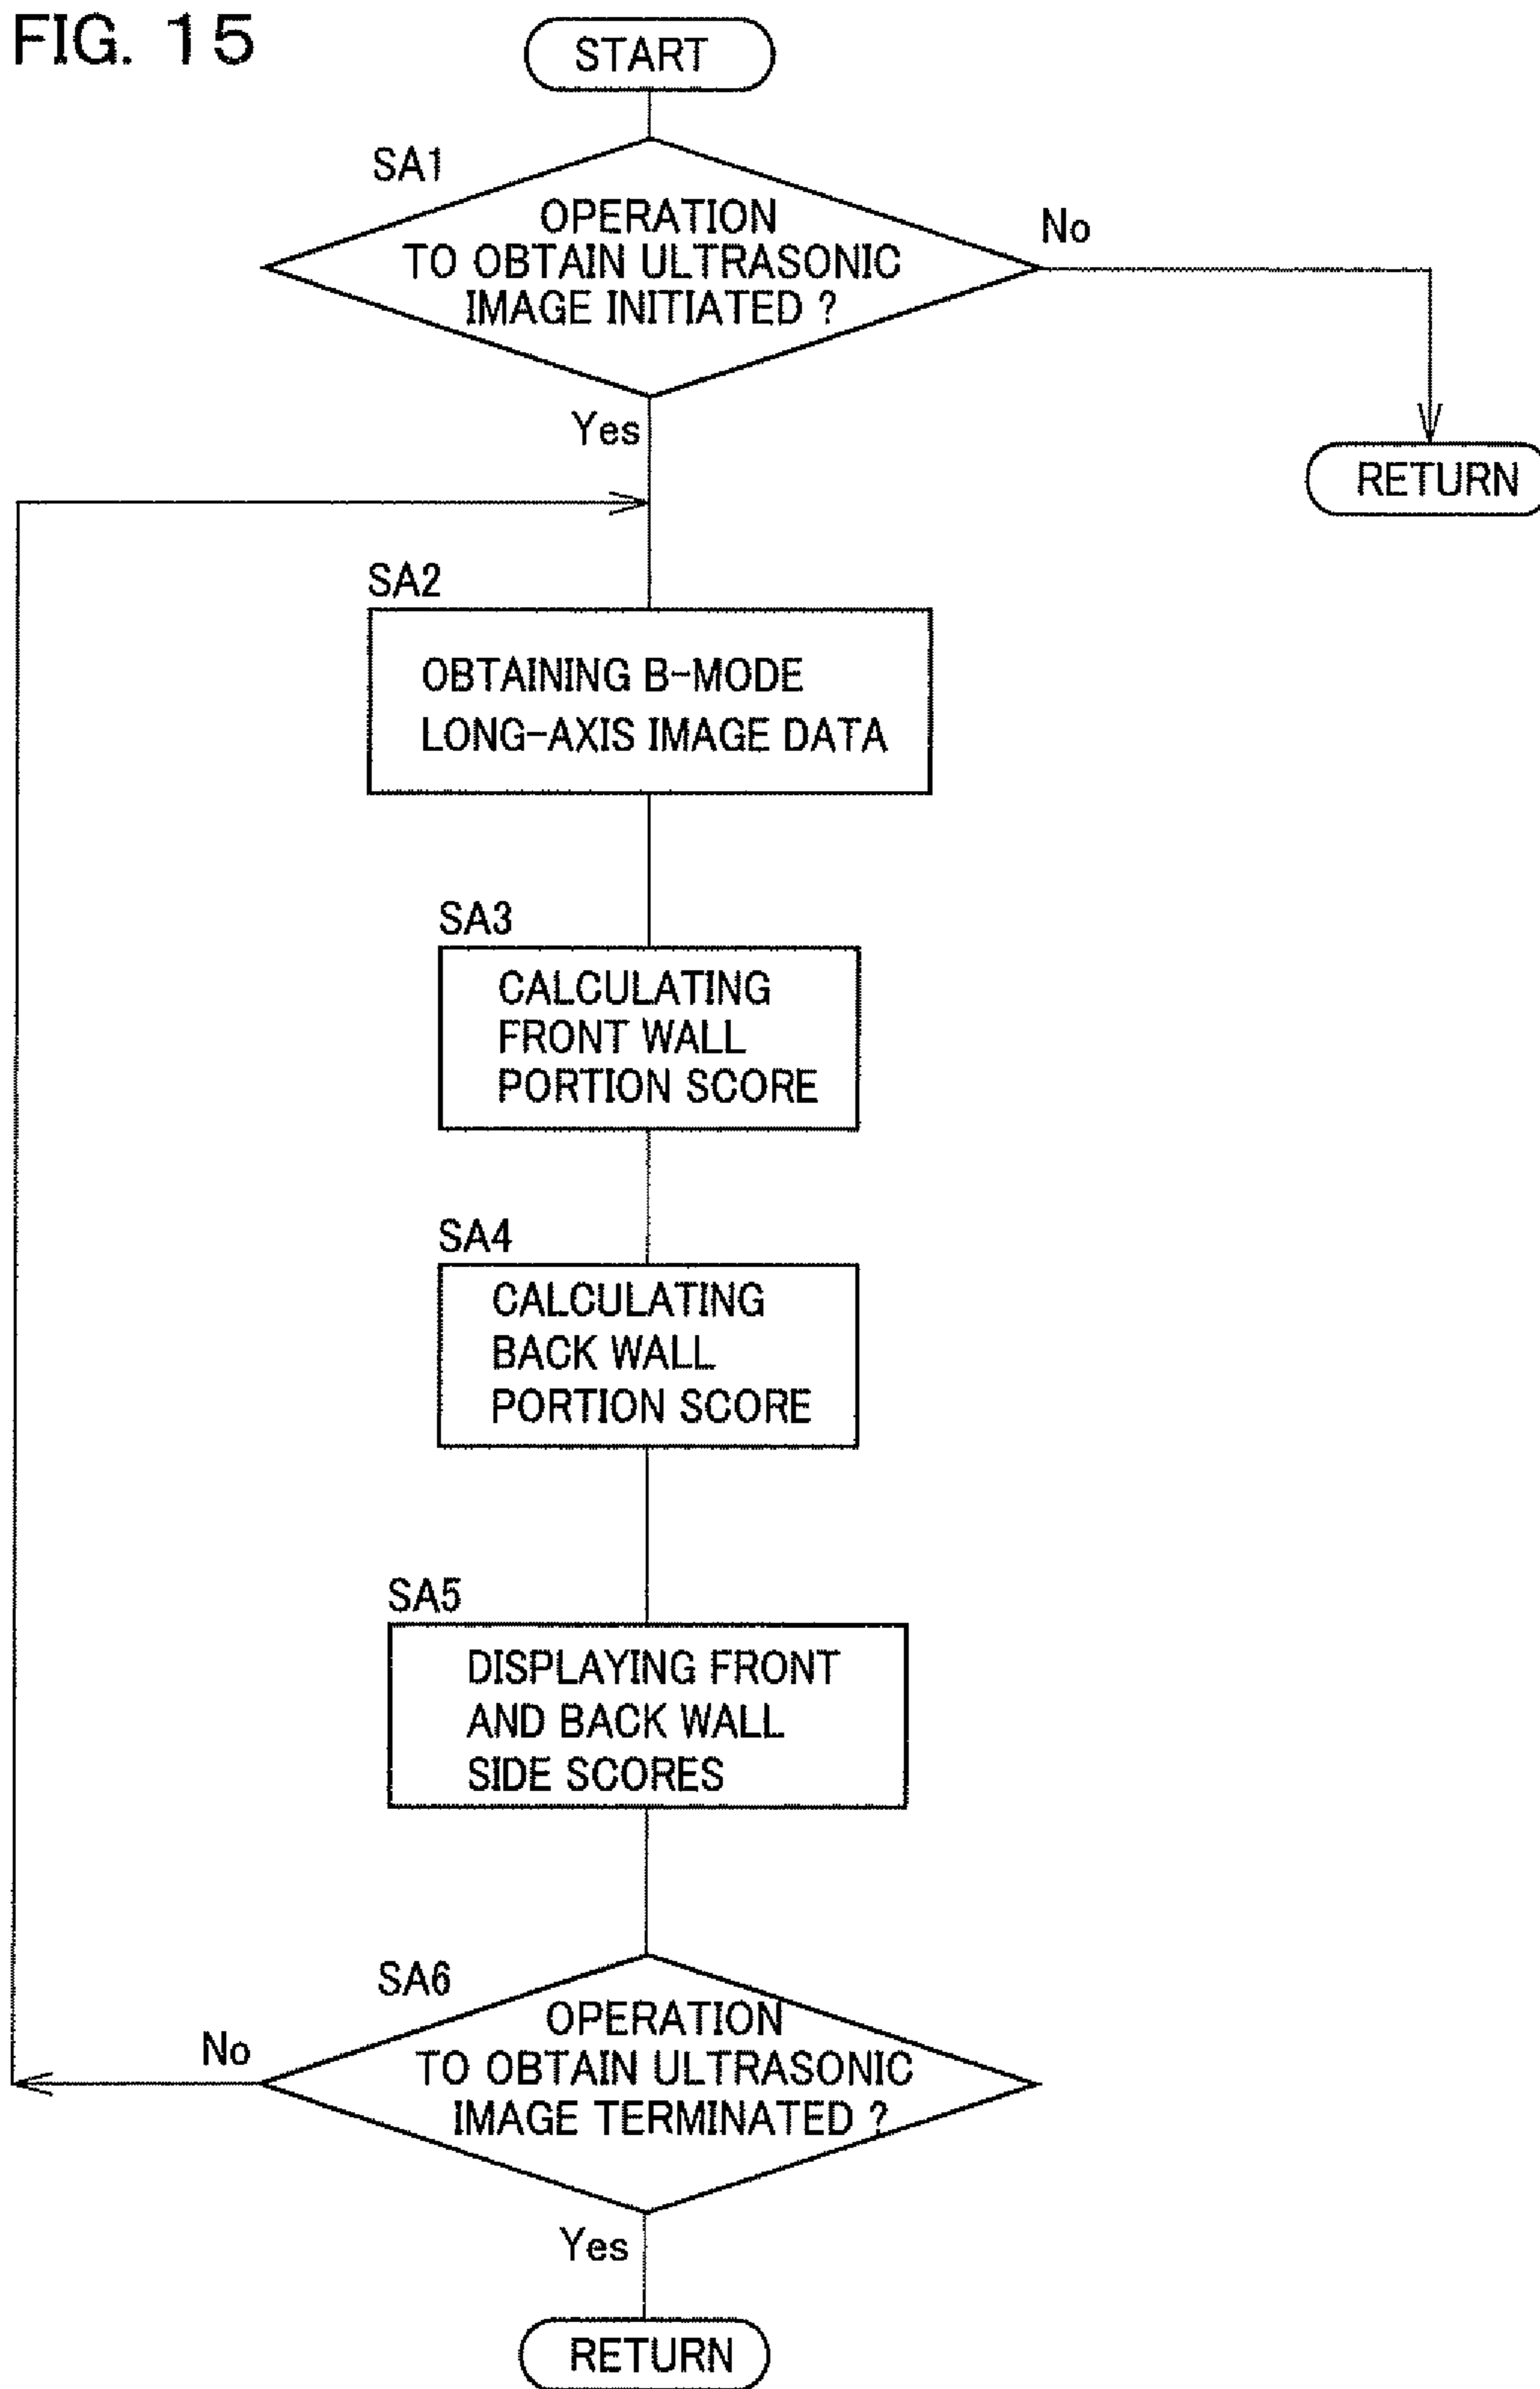 FIG. 15
START
SA1
OPERATION
TO OBTAIN ULTRASONIC
IMAGE INITIATED ?
No
Yes
RETURN
SA2
OBTAINING B-MODE
LONG-AXIS IMAGE DATA
SA3
CALCULATING
FRONT WALL
PORTION SCORE
SA4
CALCULATING
BACK WALL
PORTION SCORE
SA5
DISPLAYING FRONT
AND BACK WALL
SIDE SCORES
SA6
OPERATION
TO OBTAIN ULTRASONIC
IMAGE TERMINATED ?
No
Yes
RETURN